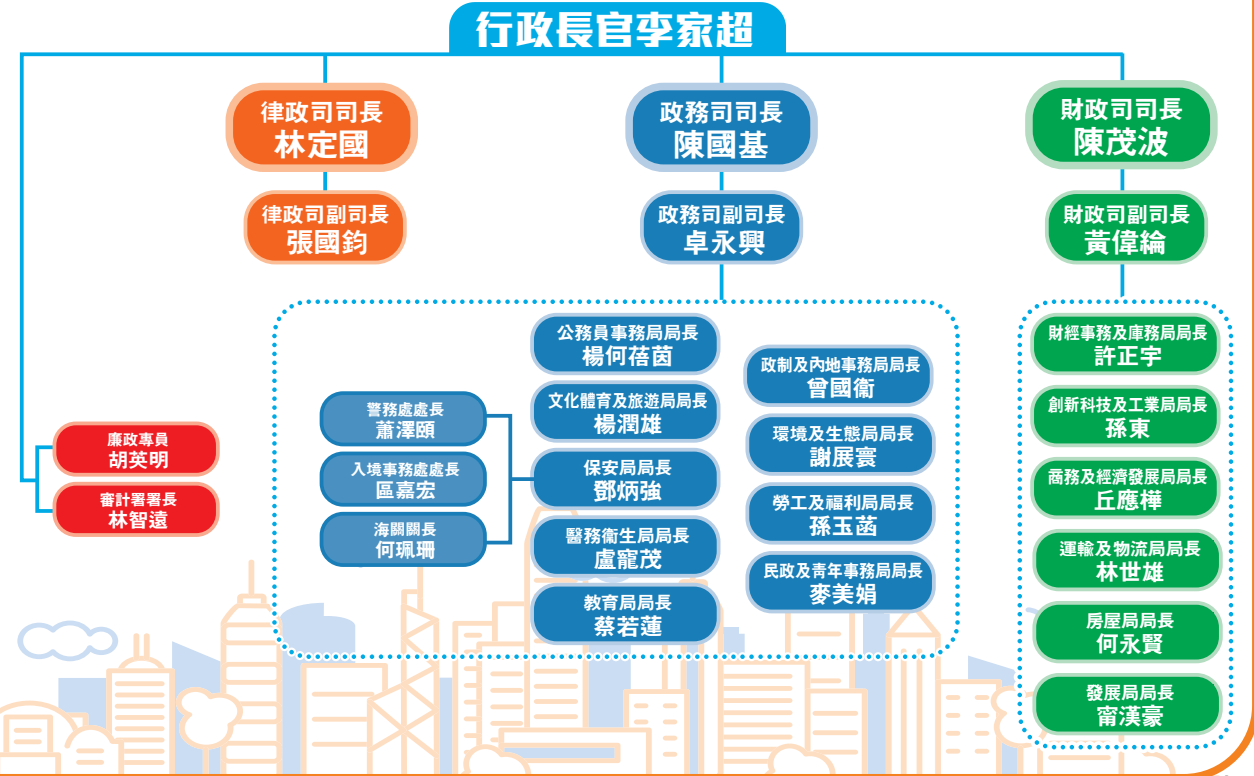 行政長官李家超
律政司司長
林定國
政務司司長
陳國基
財政司司長
陳茂波
律政司副司長
張國鈞
政務司副司長
卓永興
財政司副司長
黃偉綸
廉政專員
胡英明
審計署署長
林智遠
警務處處長
蕭澤頤
入境事務處處長
區嘉宏
海關關長
何珮珊
公務員事務局局長
楊何蓓茵
文化體育及旅遊局局長
楊潤雄
保安局局長
鄧炳強
醫務衞生局局長
盧寵茂
教育局局長
蔡若蓮
政制及內地事務局局長
曾國衞
環境及生態局局長
謝展寰
勞工及福利局局長
孫玉菡
民政及青年事務局局長
麥美娟
財經事務及庫務局局長
許正宇
創新科技及工業局局長
孫東
商務及經濟發展局局長
丘應樺
運輸及物流局局長
林世雄
房屋局局長
何永賢
發展局局長
甯漢豪